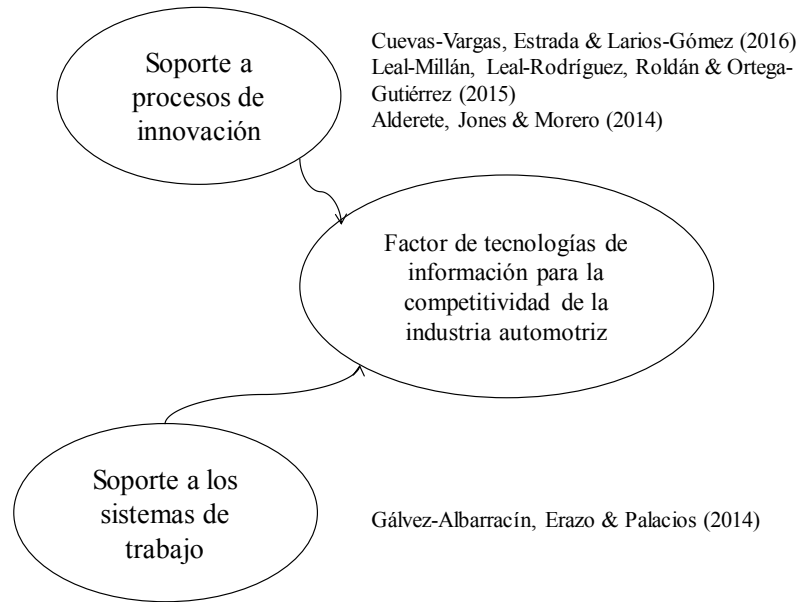 Soporte a
procesos de
innovación
Cuevas-Vargas, Estrada & Larios-Gómez (2016)
Leal-Millán, Leal-Rodríguez, Roldán & Ortega-
Gutiérrez (2015)
Alderete, Jones & Morero (2014)
Factor de tecnologías de
información para la
competitividad de la
industria automotriz
Soporte a los
sistemas de
trabajo
Gálvez-Albarracín, Erazo & Palacios (2014)